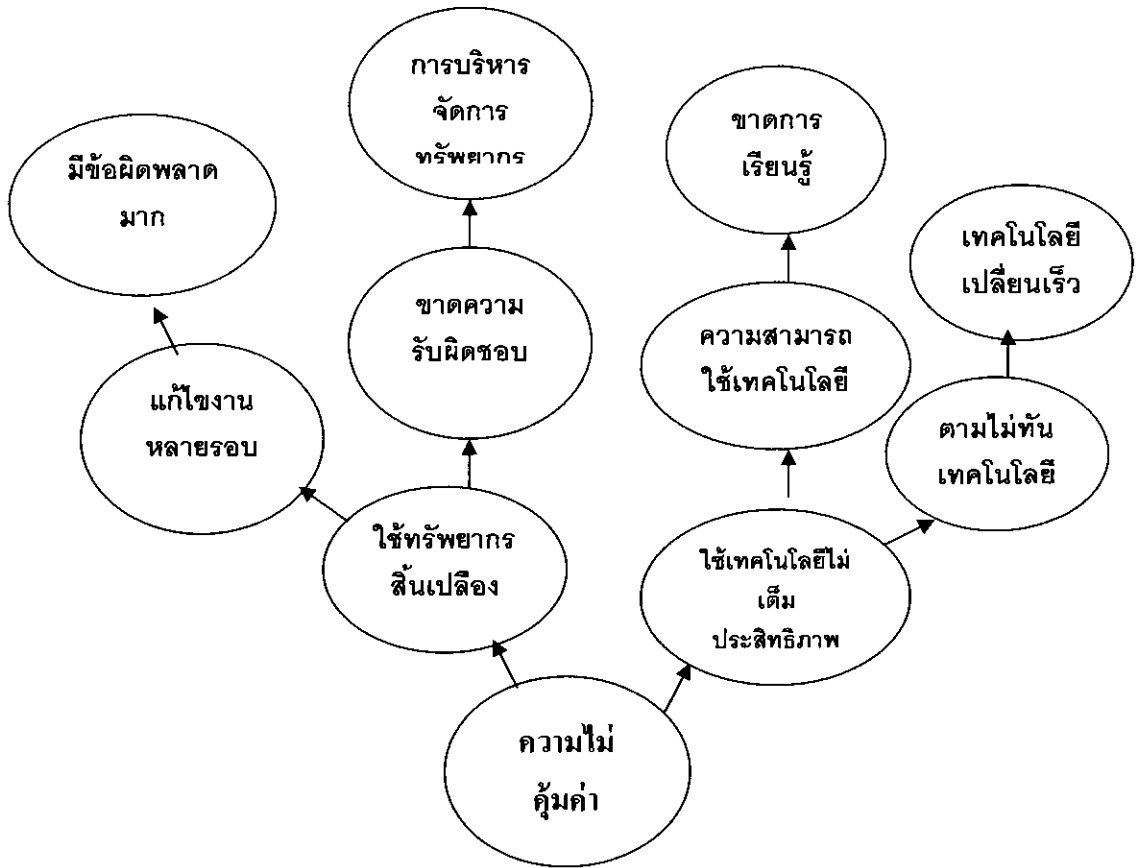 การบริหาร
จัดการ
ทรัพยากร
ขาดการ
เรียนรู้
มีข้อผิดพลาด
มาก
เทคโนโลยี
เปลี่ยนเร็ว
ขาดความ
รับผิดชอบ
ความสามารถ
ใช้เทคโนโลยี
แก้ไขงาน
หลายรอบ
ตามไม่ทัน
เทคโนโลยี
ใช้ทรัพยากร
สิ้นเปลือง
ใช้เทคโนโลยีไม่
เต็ม
ประสิทธิภาพ
ความไม่
คุ้มค่า